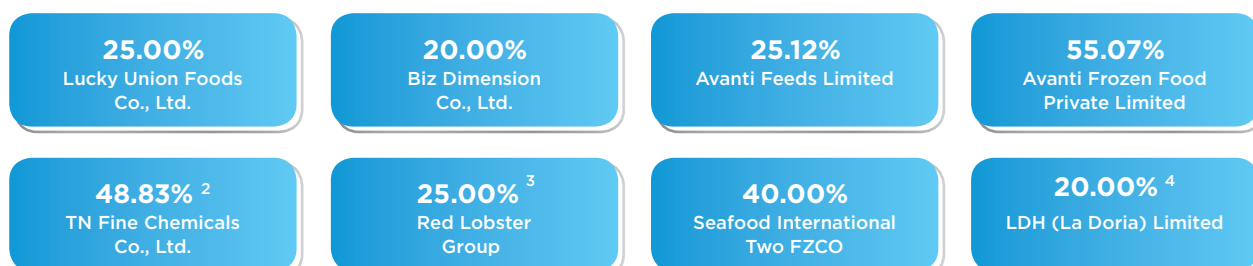 25.00%
Lucky Union Foods
Co., Ltd.
20.00%
Biz Dimension
Co., Ltd.
25.12%
Avanti Feeds Limited
55.07%
Avanti Frozen Food
Private Limited
48.83% 2
TN Fine Chemicals
Co., Ltd.
25.00% 3
Red Lobster
Group
40.00%
Seafood International
Two FZCO
20.00% 4
LDH (La Doria) Limited